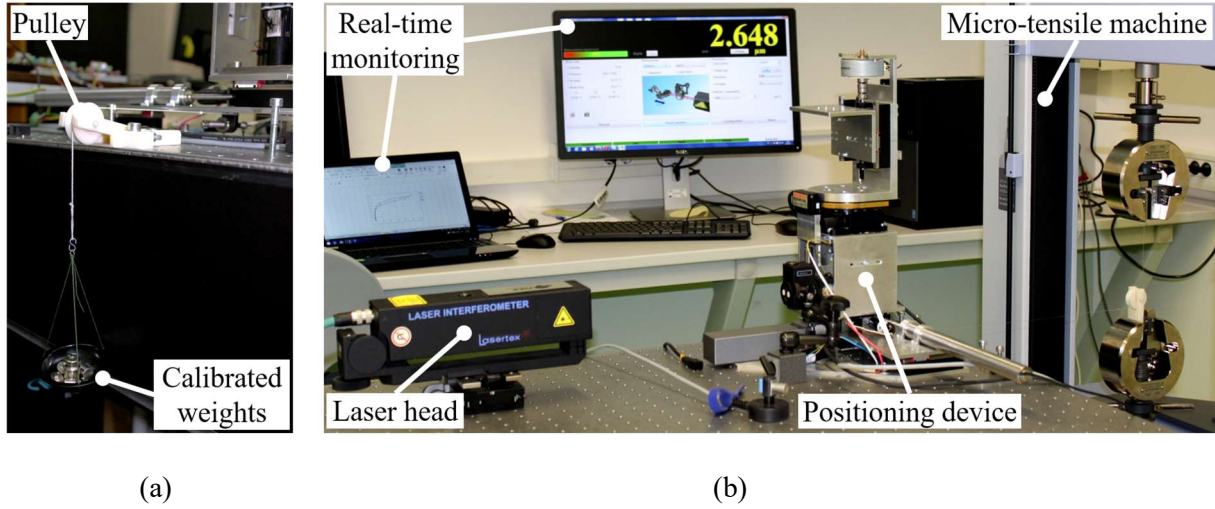 Pulley
Calibrated
weights
Real-time
monitoring
2.648
µm
Micro-tensile machine
LASER INTERFEROMETER
Lasertex
Laser head
Positioning device
(a)
(b)